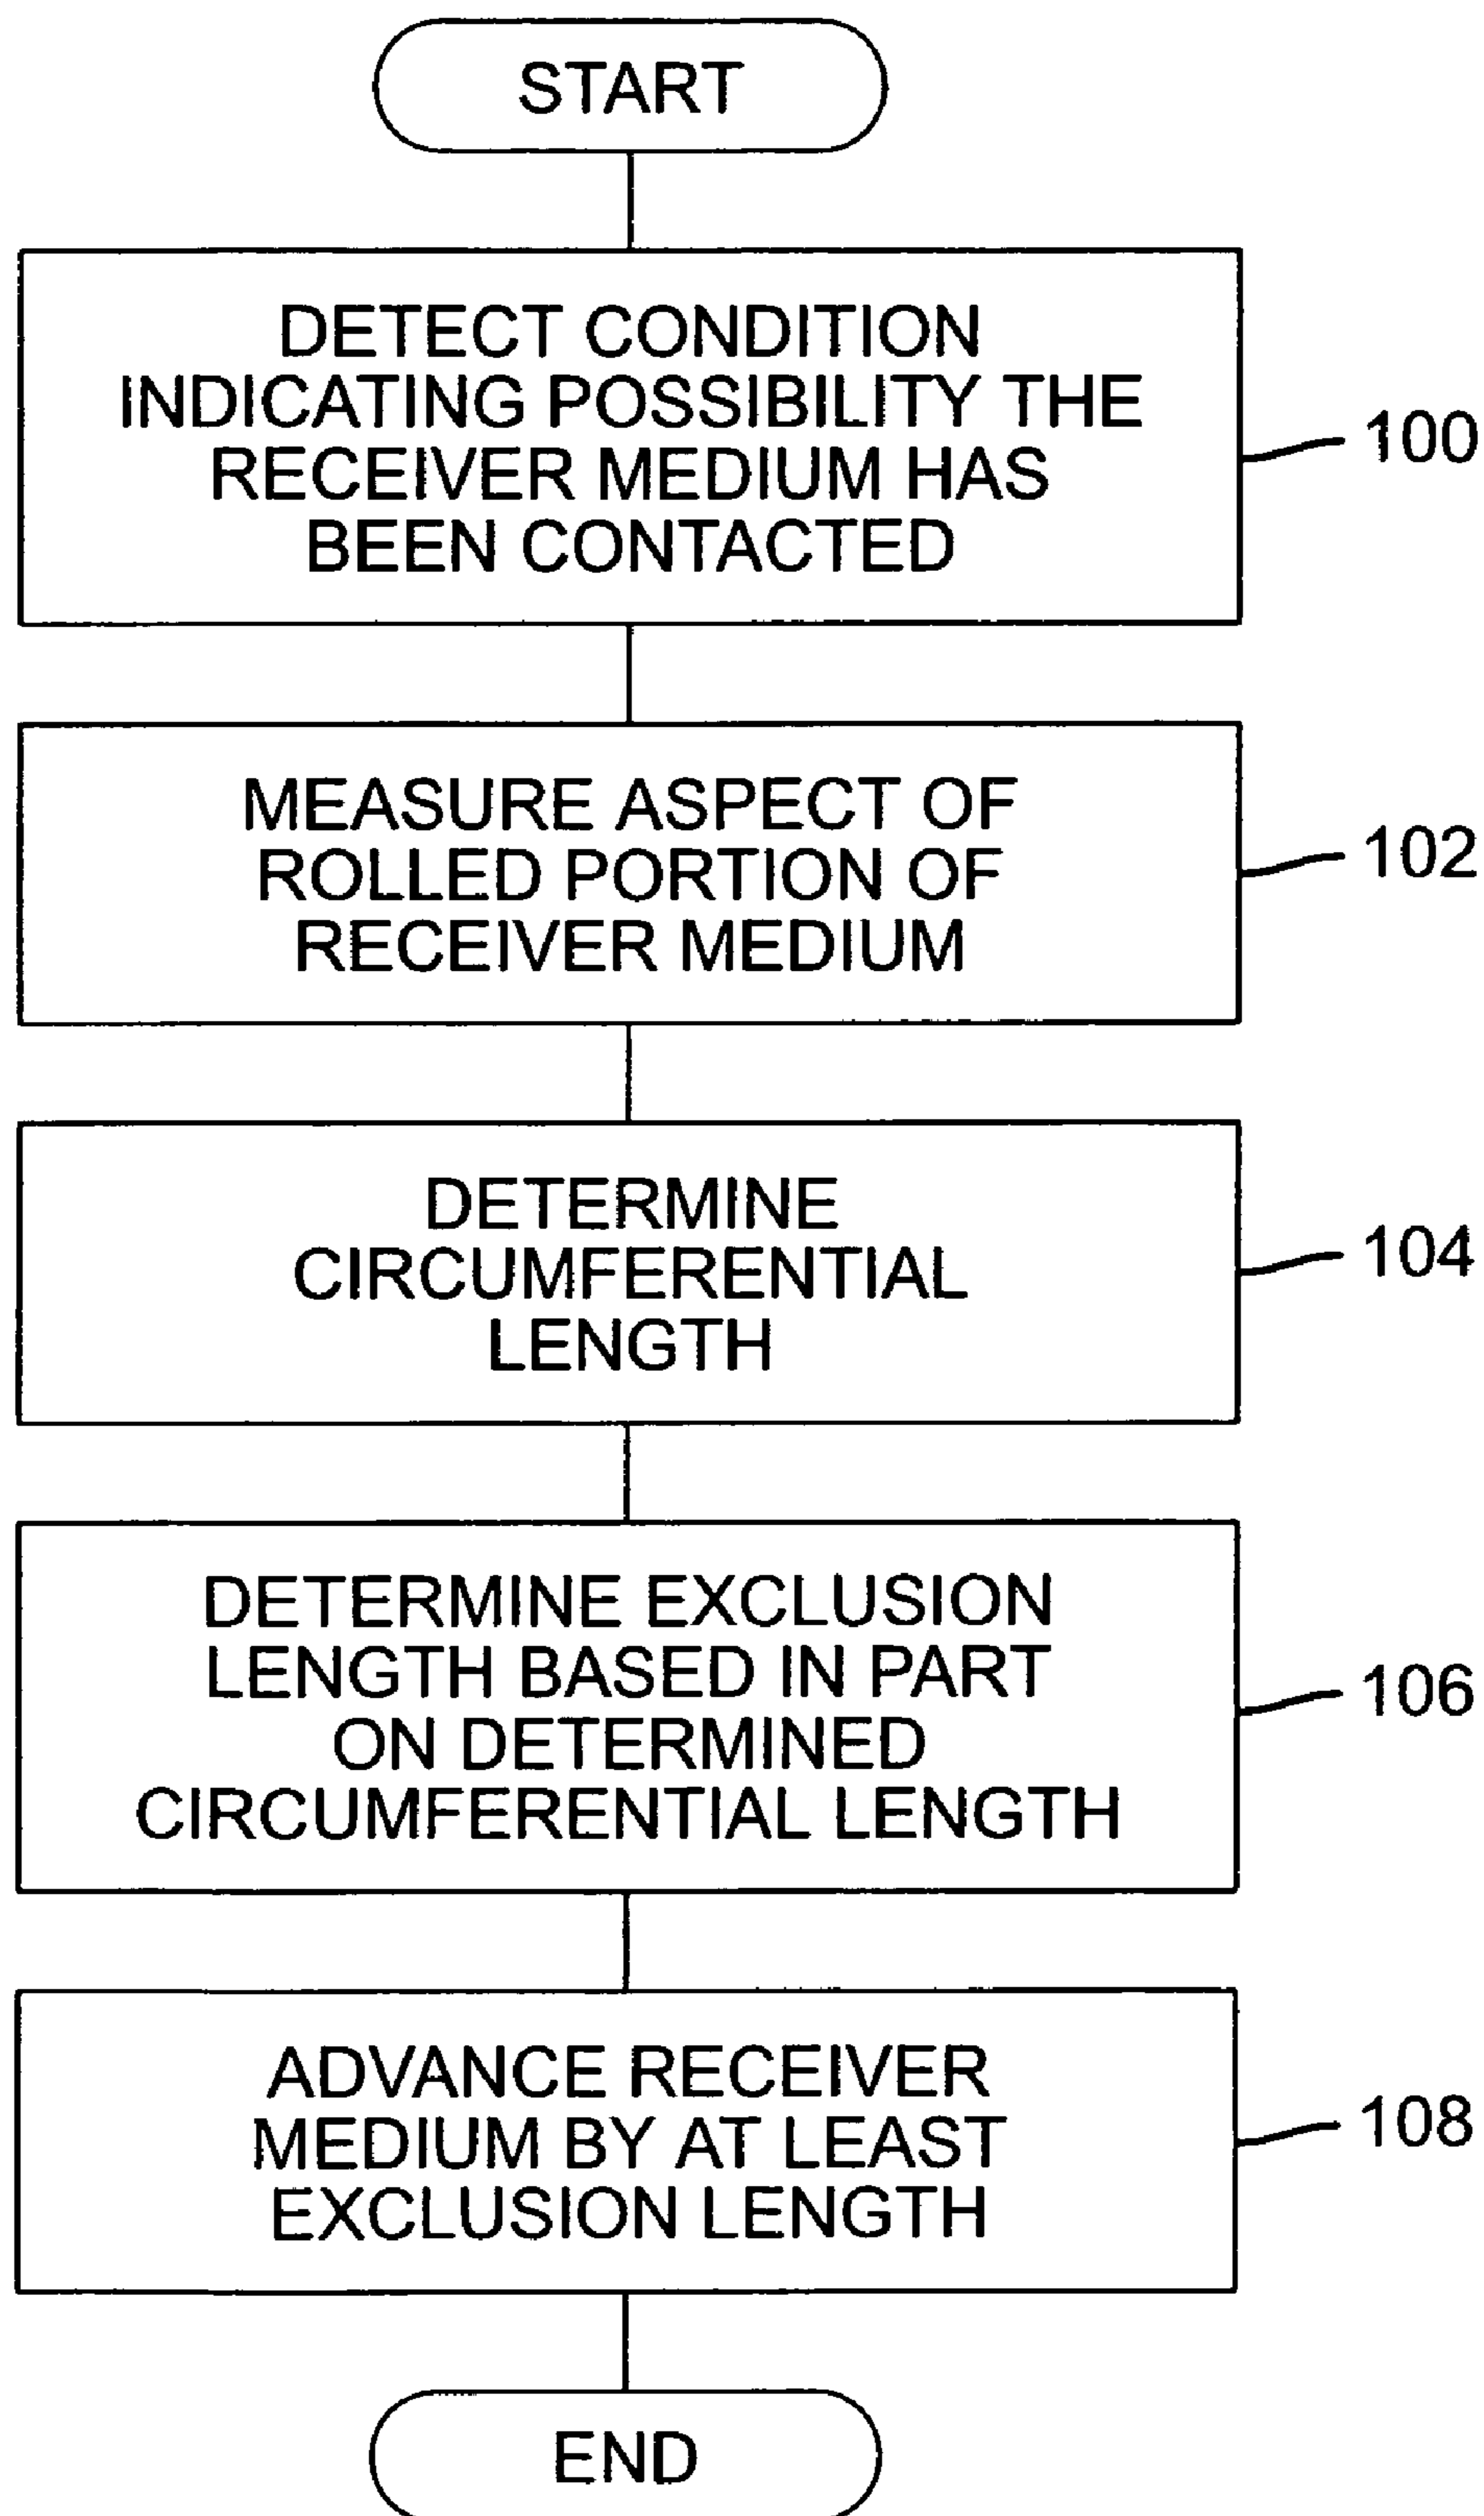 START
DETECT CONDITION
INDICATING POSSIBILITY THE
RECEIVER MEDIUM HAS
BEEN CONTACTED
100
MEASURE ASPECT OF
ROLLED PORTION OF
RECEIVER MEDIUM
102
DETERMINE
CIRCUMFERENTIAL
LENGTH
104
DETERMINE EXCLUSION
LENGTH BASED IN PART
ON DETERMINED
CIRCUMFERENTIAL LENGTH
106
ADVANCE RECEIVER
MEDIUM BY AT LEAST
EXCLUSION LENGTH
108
END